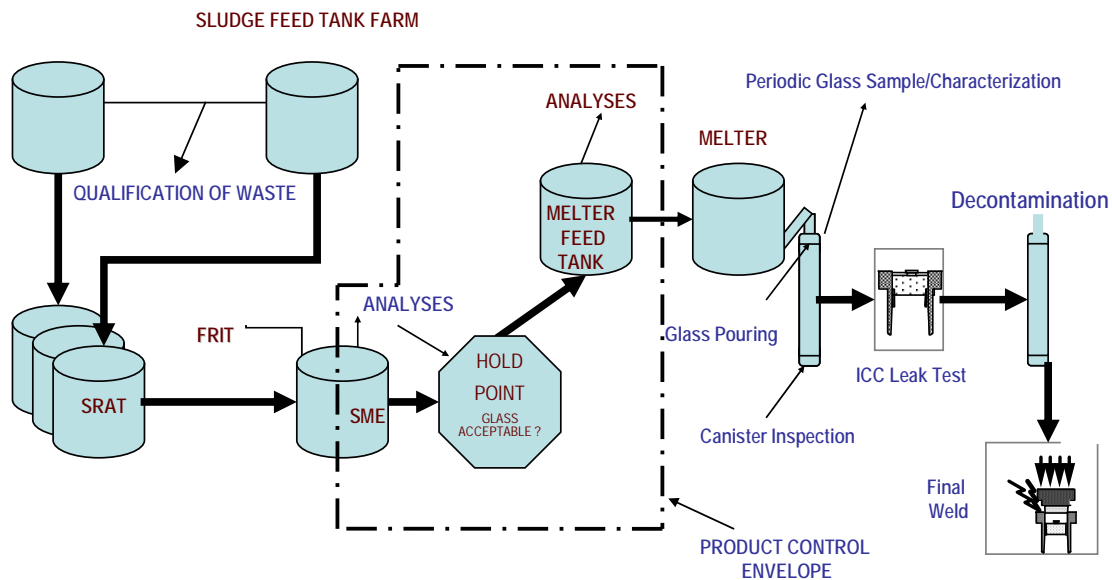 SLUDGE FEED TANK FARM
Periodic Glass Sample/Characterization
ANALYSES
MELTER
QUALIFICATION OF WASTE
Decontamination
MELTER
FEED
TANK
ANALYSES
FRIT
Glass Pouring
HOLD
POINT
GLASS
ACCEPTABLE ?
ICC Leak Test
SRAT
SME
Canister Inspection
Final
Weld
PRODUCT CONTROL
ENVELOPE